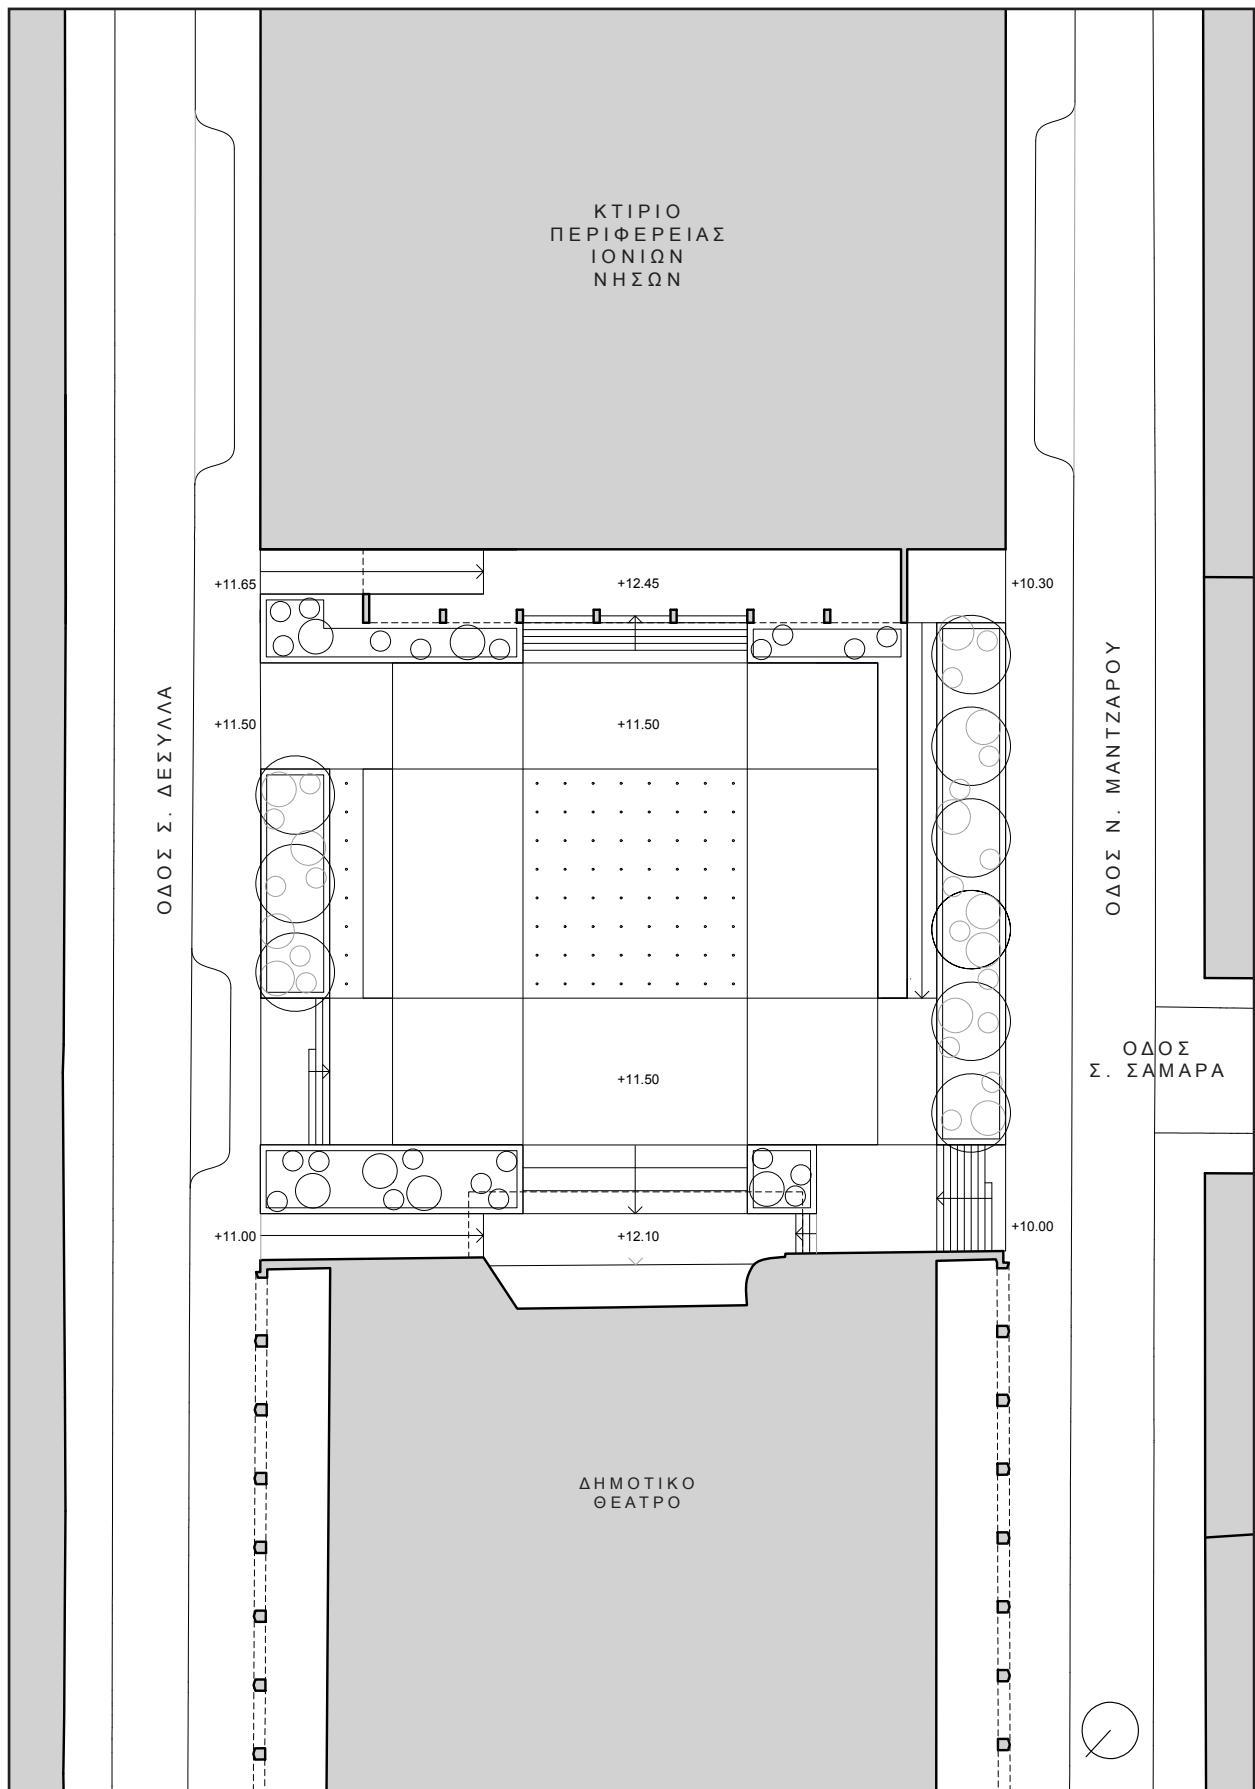 ΚΤΙΡΙΟ
ΠΕΡΙΦΕΡΕΙΑΣ
ΙΟΝΙΩΝ
ΝΗΣΩΝ
+11.65
+12.45
+10.30
ΟΔΟΣ Σ. ΔΕΣΥΛΛΑ
+11.50
+11.50
ΟΔΟΣ Ν. ΜΑΝΤΖΑΡΟΥ
ΟΔΟΣ
Σ. ΣΑΜΑΡΑ
+11.50
+11.00
+12.10
+10.00
ΔΗΜΟΤΙΚΟ
ΘΕΑΤΡΟ